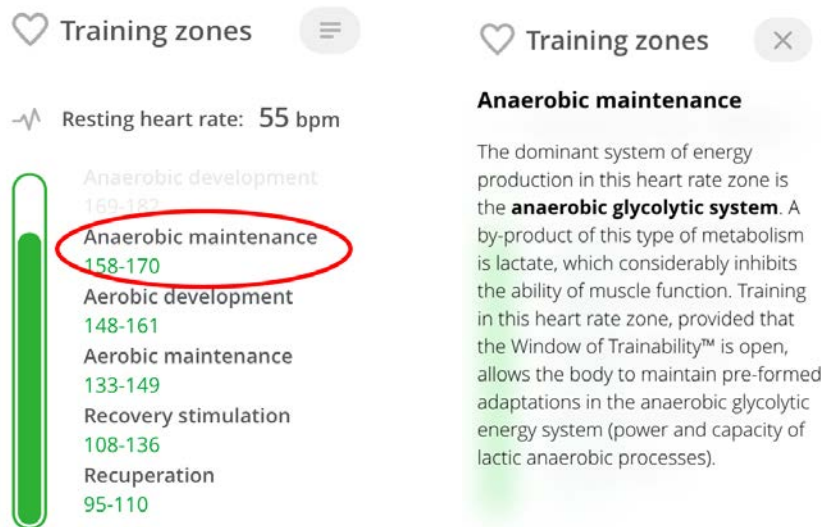 Training zones
Resting heart rate: 55 bpm
Anaerobic development
169-182
Anaerobic maintenance
158-170
Aerobic development
148-161
Aerobic maintenance
133-149
Recovery stimulation
108-136
Recuperation
95-110
Training zones
Anaerobic maintenance
The dominant system of energy
production in this heart rate zone is
the anaerobic glycolytic system. A
by-product of this type of metabolism
is lactate, which considerably inhibits
the ability of muscle function. Training
in this heart rate zone, provided that
the Window of Trainability™ is open,
allows the body to maintain pre-formed
adaptations in the anaerobic glycolytic
energy system (power and capacity of
lactic anaerobic processes).